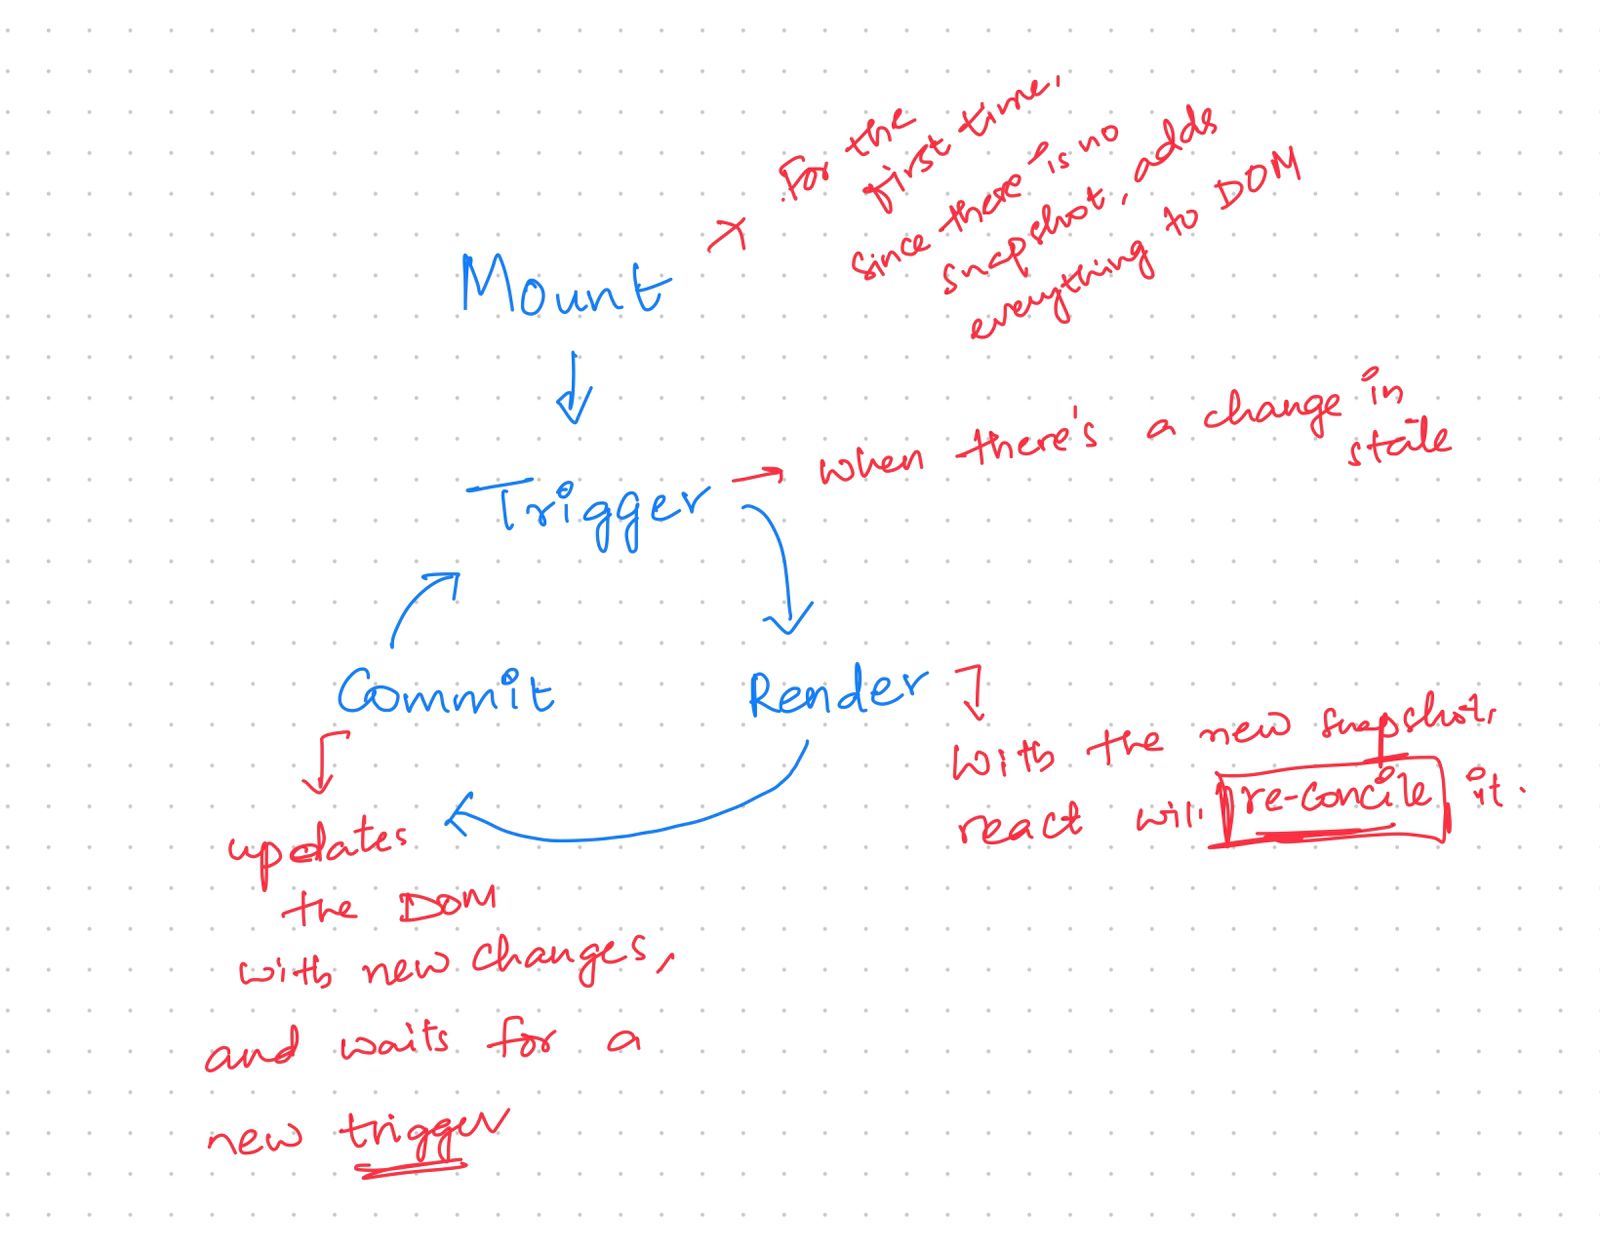 For the
first time,
since there is no
snapshot, adds
everything to DOM
Mount
when there's a change in
state
Trigger
Commit
Render
with the new snapshot,
react will re-concile it.
updates
the DOM
with new changes,
and waits for a
new trigger